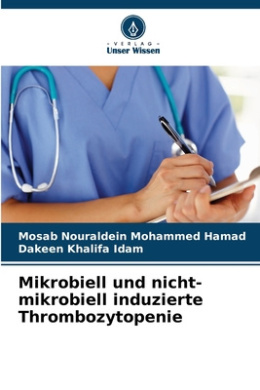 VERLAG
Unser Wissen
Mosab Nouraldein Mohammed Hamad
Dakeen Khalifa Idam
Mikrobiell und nicht-
mikrobiell induzierte
Thrombozytopenie